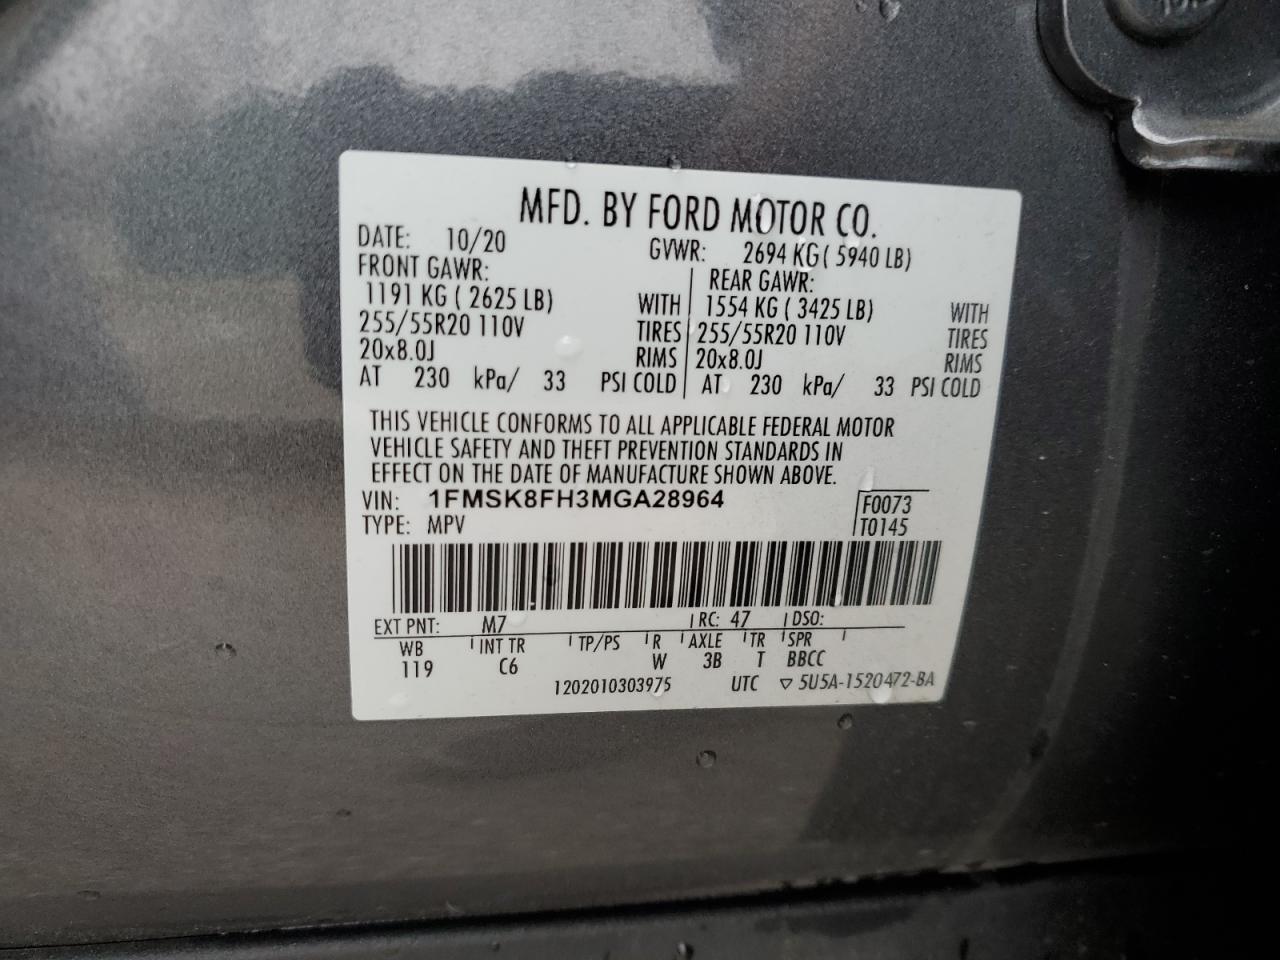 MFD. BY FORD MOTOR CO.
DATE: 10/20 GVWR: 2694 KG ( 5940 LB)
FRONT GAWR: REAR GAWR:
1191 KG ( 2625 LB) WITH 1554 KG ( 3425 LB) WITH
255/55R20 110V TIRES 255/55R20 110V TIRES
20x8.0J RIMS 20x8.0J RIMS
AT 230 kPa/ 33 PSI COLD AT 230 kPa/ 33 PSI COLD
THIS VEHICLE CONFORMS TO ALL APPLICABLE FEDERAL MOTOR
VEHICLE SAFETY AND THEFT PREVENTION STANDARDS IN
EFFECT ON THE DATE OF MANUFACTURE SHOWN ABOVE.
VIN: 1FMSK8FH3MGA28964 F0073
TYPE: MPV T0145
EXT PNT: M7 RC: 47 DSO:
WB INT TR TP/PS R AXLE TR SPR
119 C6 W 3B T BBCC
1202010303975 UTC ▽ 5U5A-1520472-BA